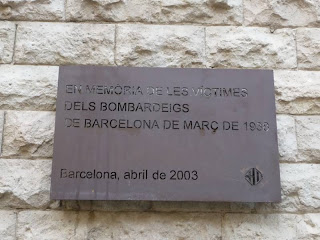 EN MEMÒRIA DE LES VÍCTIMES
DELS BOMBARDEIGS
DE BARCELONA DE MARÇ DE 1938
Barcelona, abril de 2003